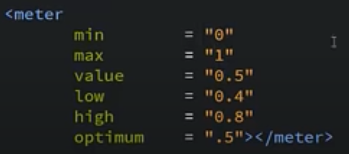 <meter
min = "0"
max = "1"
value = "0.5"
low = "0.4"
high = "0.8"
optimum = ".5"></meter>